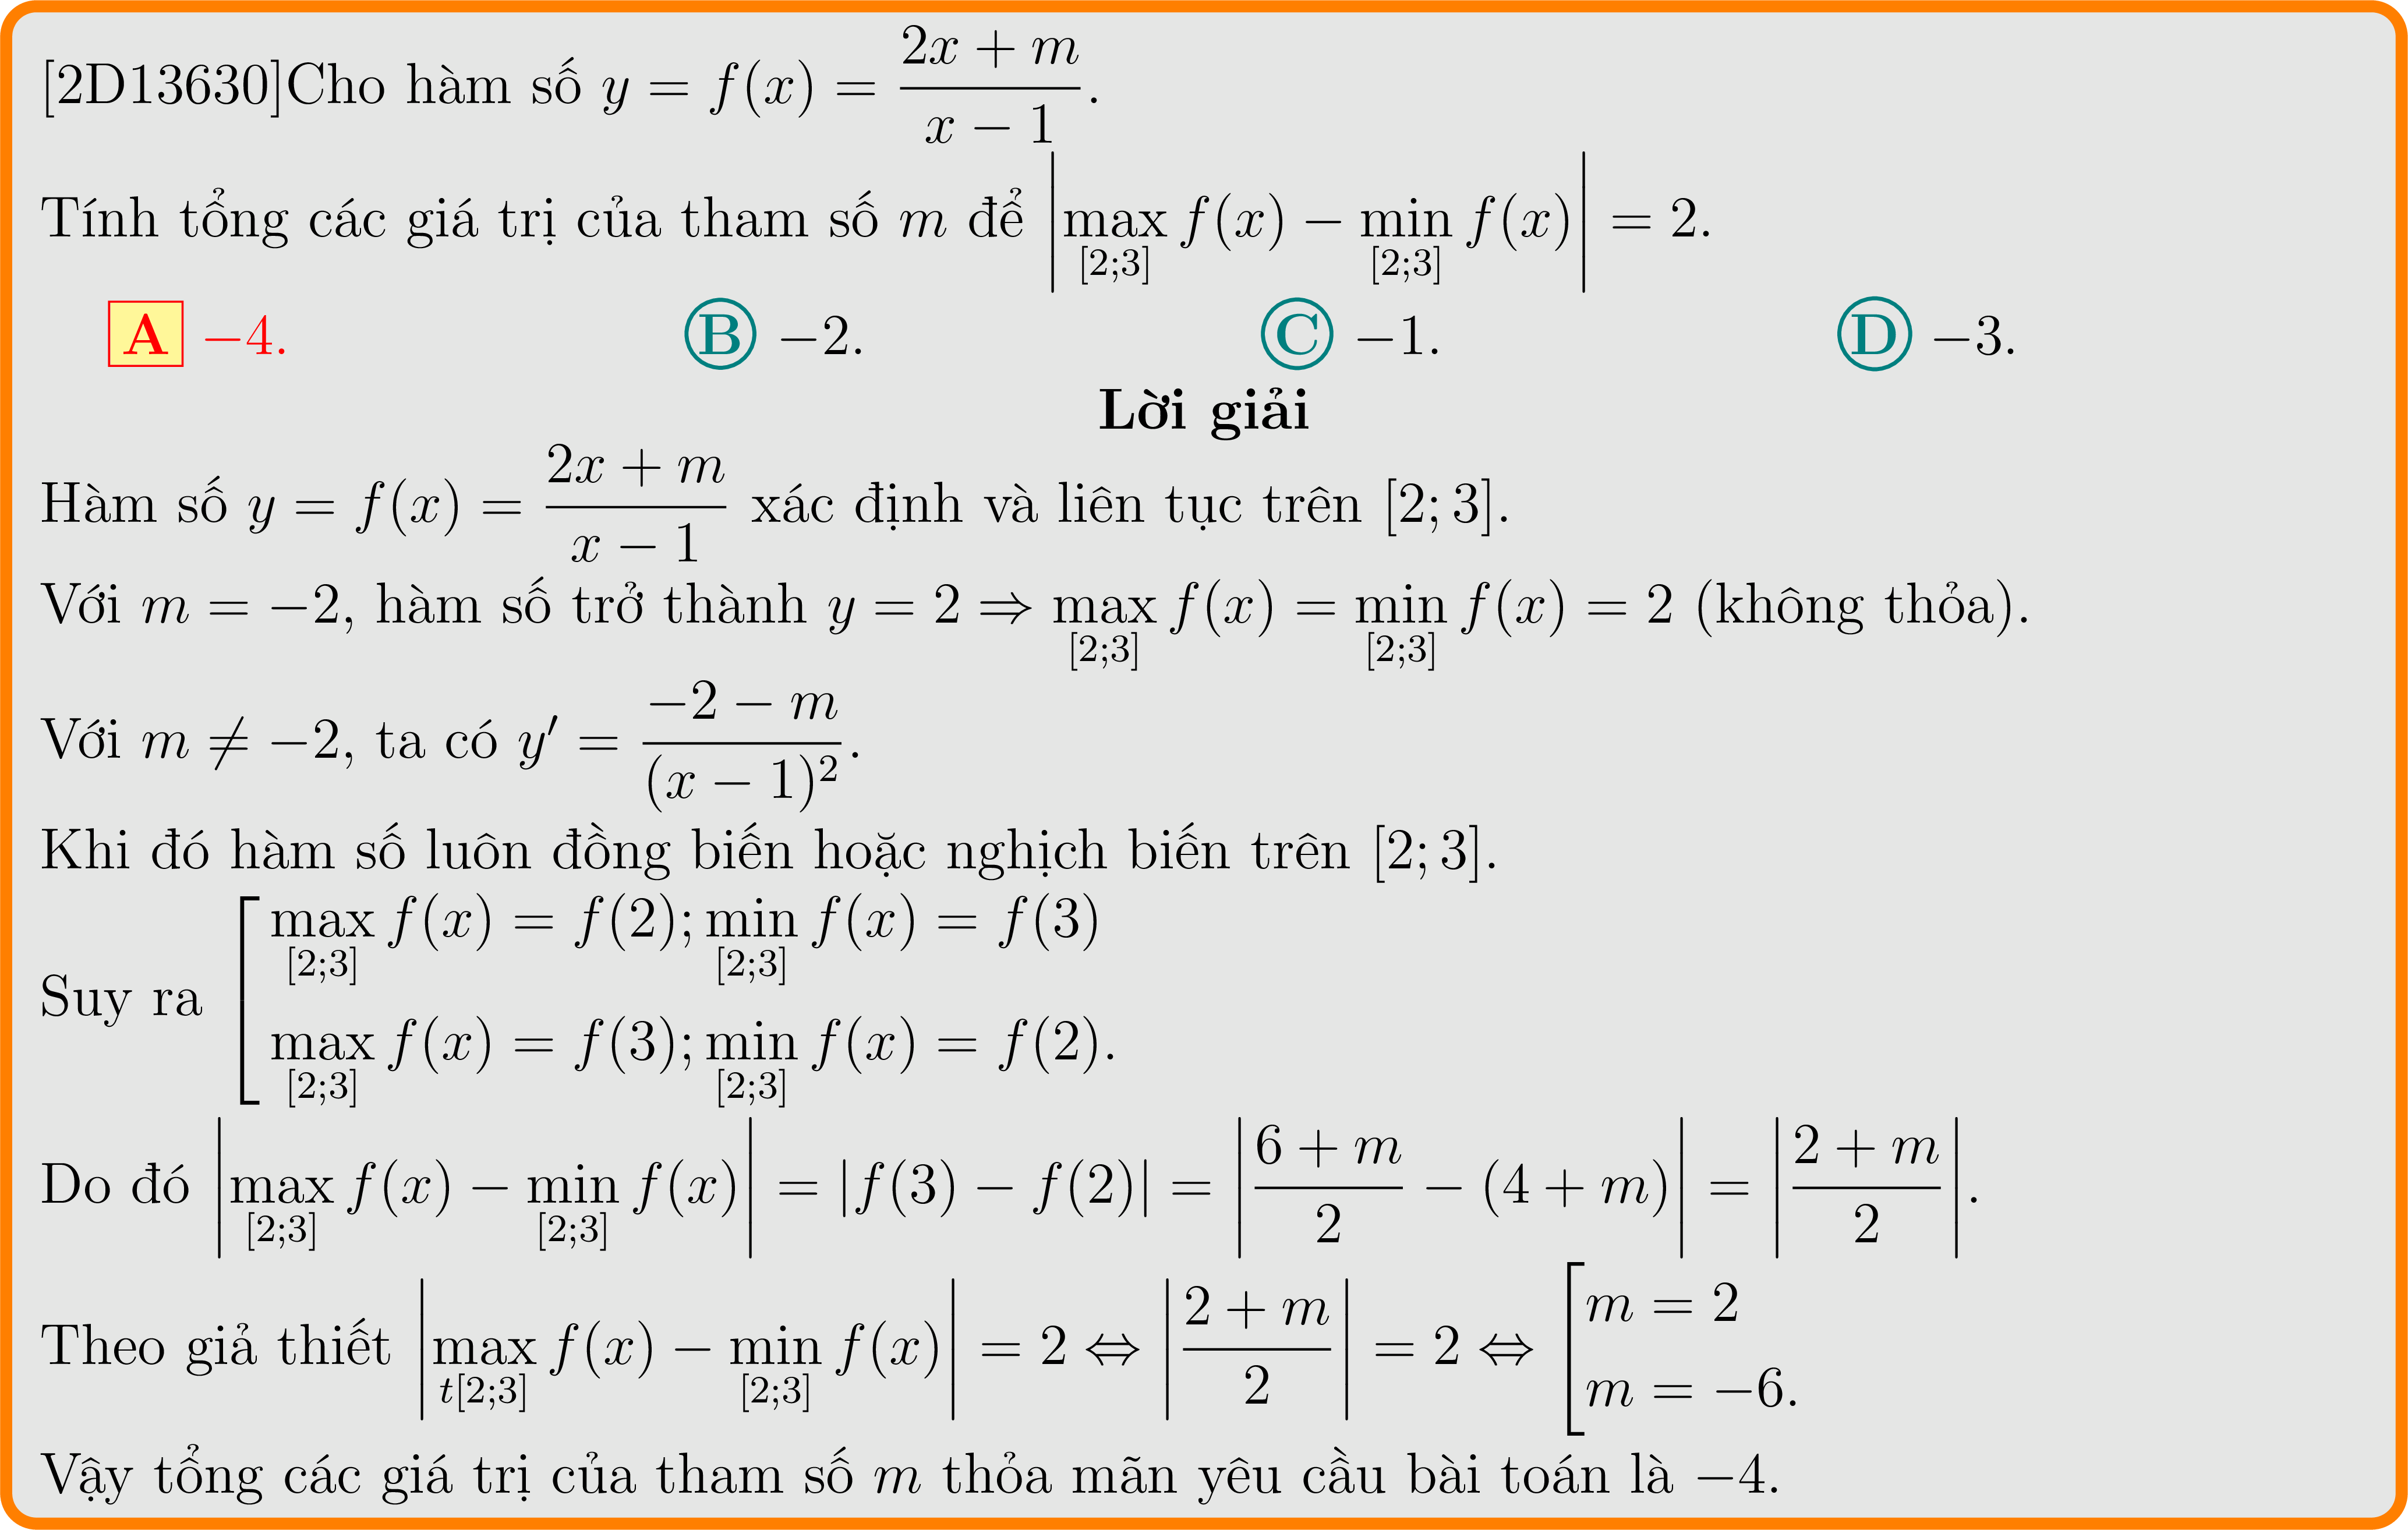 [2D13630]Cho hàm số $y = f(x) = \dfrac{2x + m}{x - 1}$.
Tính tổng các giá trị của tham số $m$ để $\left|\max\limits_{[2;3]} f(x) - \min\limits_{[2;3]} f(x)\right| = 2$.
A −4. B −2. C −1. D −3.
Lời giải
Hàm số $y = f(x) = \dfrac{2x + m}{x - 1}$ xác định và liên tục trên $[2; 3]$.
Với $m = -2$, hàm số trở thành $y = 2 \Rightarrow \max\limits_{[2;3]} f(x) = \min\limits_{[2;3]} f(x) = 2$ (không thỏa).
Với $m \neq -2$, ta có $y' = \dfrac{-2 - m}{(x - 1)^2}$.
Khi đó hàm số luôn đồng biến hoặc nghịch biến trên $[2; 3]$.
Suy ra $\left[\begin{array}{l} \max\limits_{[2;3]} f(x) = f(2); \min\limits_{[2;3]} f(x) = f(3) \\ \max\limits_{[2;3]} f(x) = f(3); \min\limits_{[2;3]} f(x) = f(2). \end{array}\right.$
Do đó $\left|\max\limits_{[2;3]} f(x) - \min\limits_{[2;3]} f(x)\right| = |f(3) - f(2)| = \left|\dfrac{6 + m}{2} - (4 + m)\right| = \left|\dfrac{2 + m}{2}\right|$.
Theo giả thiết $\left|\max\limits_{t[2;3]} f(x) - \min\limits_{[2;3]} f(x)\right| = 2 \Leftrightarrow \left|\dfrac{2 + m}{2}\right| = 2 \Leftrightarrow \left[\begin{array}{l} m = 2 \\ m = -6. \end{array}\right.$
Vậy tổng các giá trị của tham số $m$ thỏa mãn yêu cầu bài toán là $-4$.